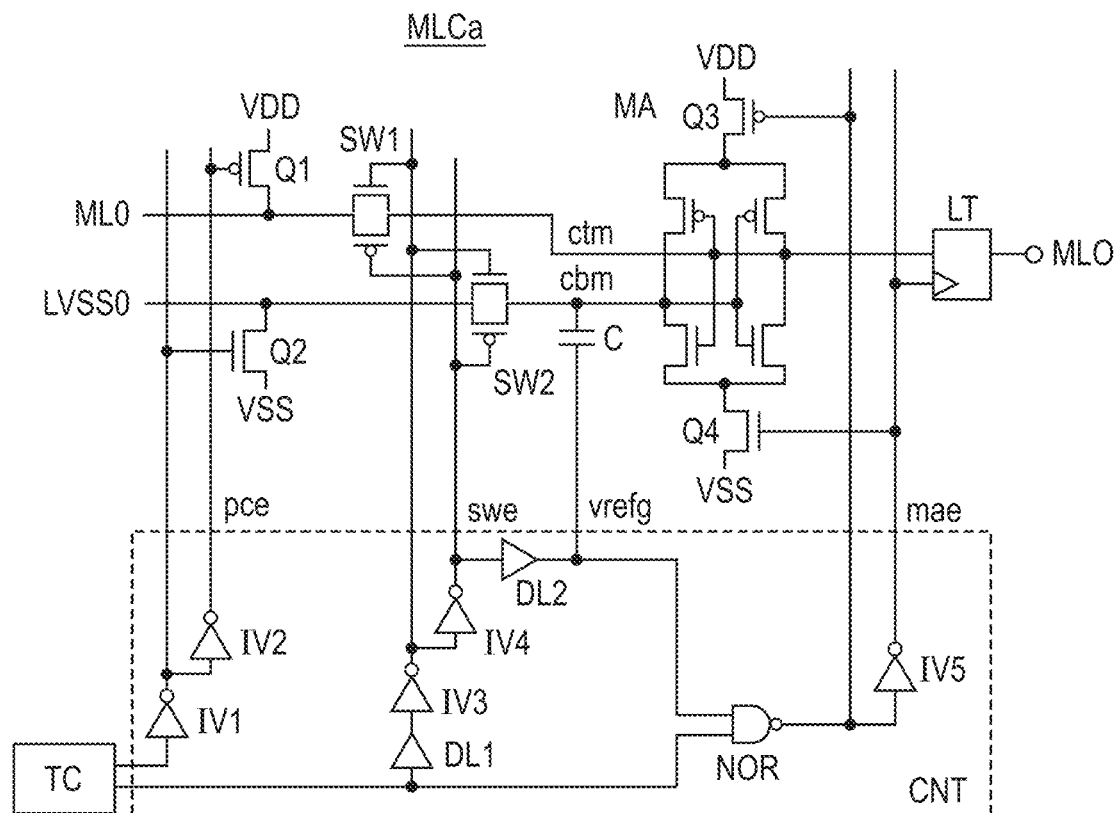 MLCa
VDD
MA
Q3
VDD
SW1
Q1
ML0
ctm
LT
MLO
LVSS0
cbm
C
Q2
VSS
SW2
Q4
VSS
pce
swe
vrefg
mae
DL2
IV2
IV4
IV5
IV1
IV3
DL1
NOR
TC
CNT